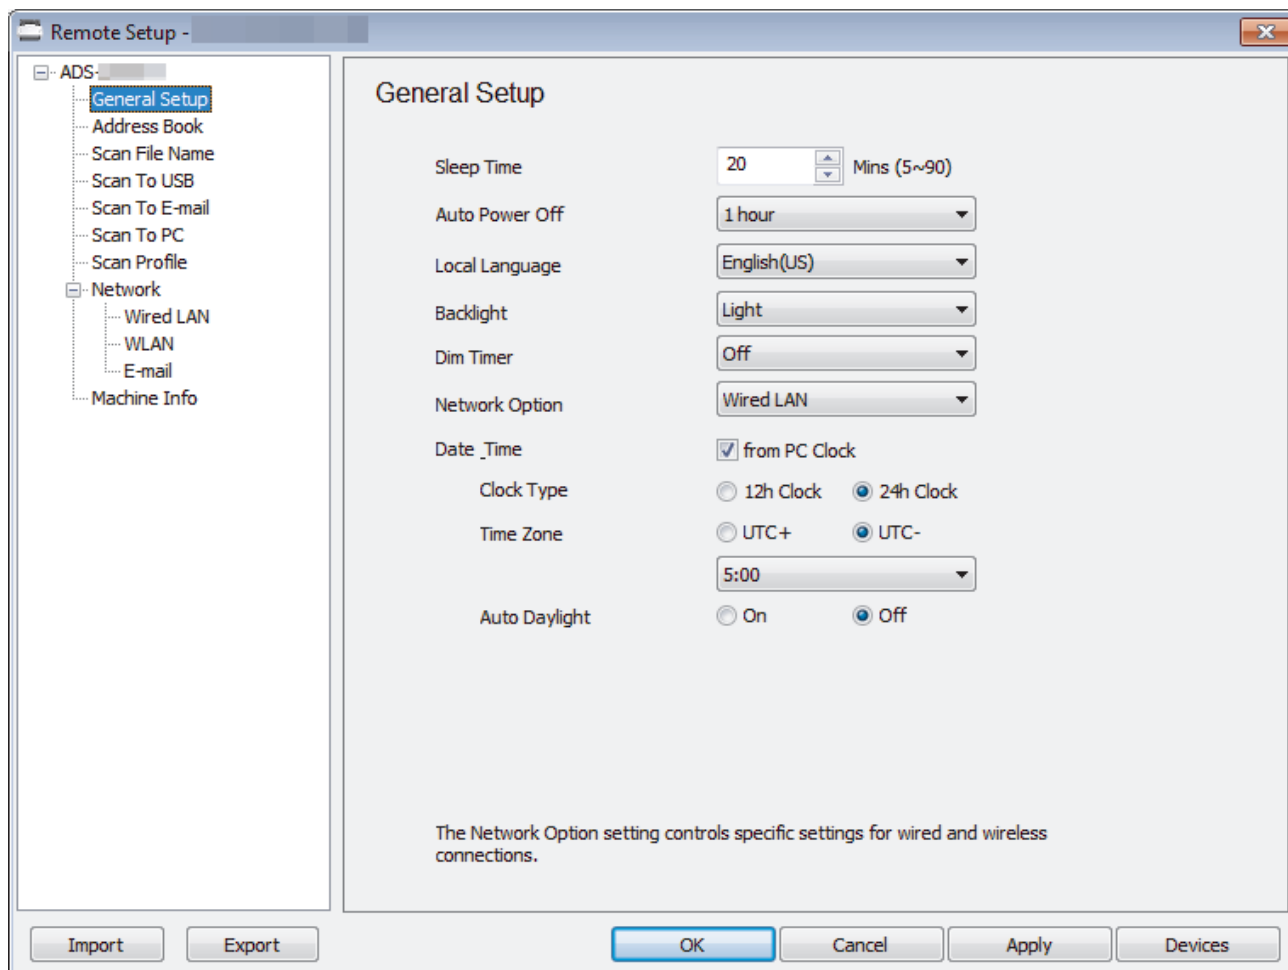 Remote Setup -
ADS-
General Setup
Address Book
Scan File Name
Scan To USB
Scan To E-mail
Scan To PC
Scan Profile
Network
Wired LAN
WLAN
E-mail
Machine Info
General Setup
Sleep Time 20 Mins (5~90)
Auto Power Off 1 hour
Local Language English(US)
Backlight Light
Dim Timer Off
Network Option Wired LAN
Date _Time from PC Clock
Clock Type 12h Clock 24h Clock
Time Zone UTC+ UTC-
5:00
Auto Daylight On Off
The Network Option setting controls specific settings for wired and wireless
connections.
Import Export OK Cancel Apply Devices